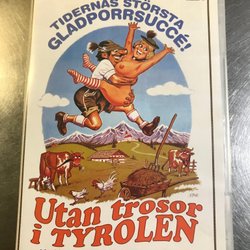 TIDERNAS STÖRSTA
GLADPORRSUCCÉ!
Utan trosor
i TYROLEN